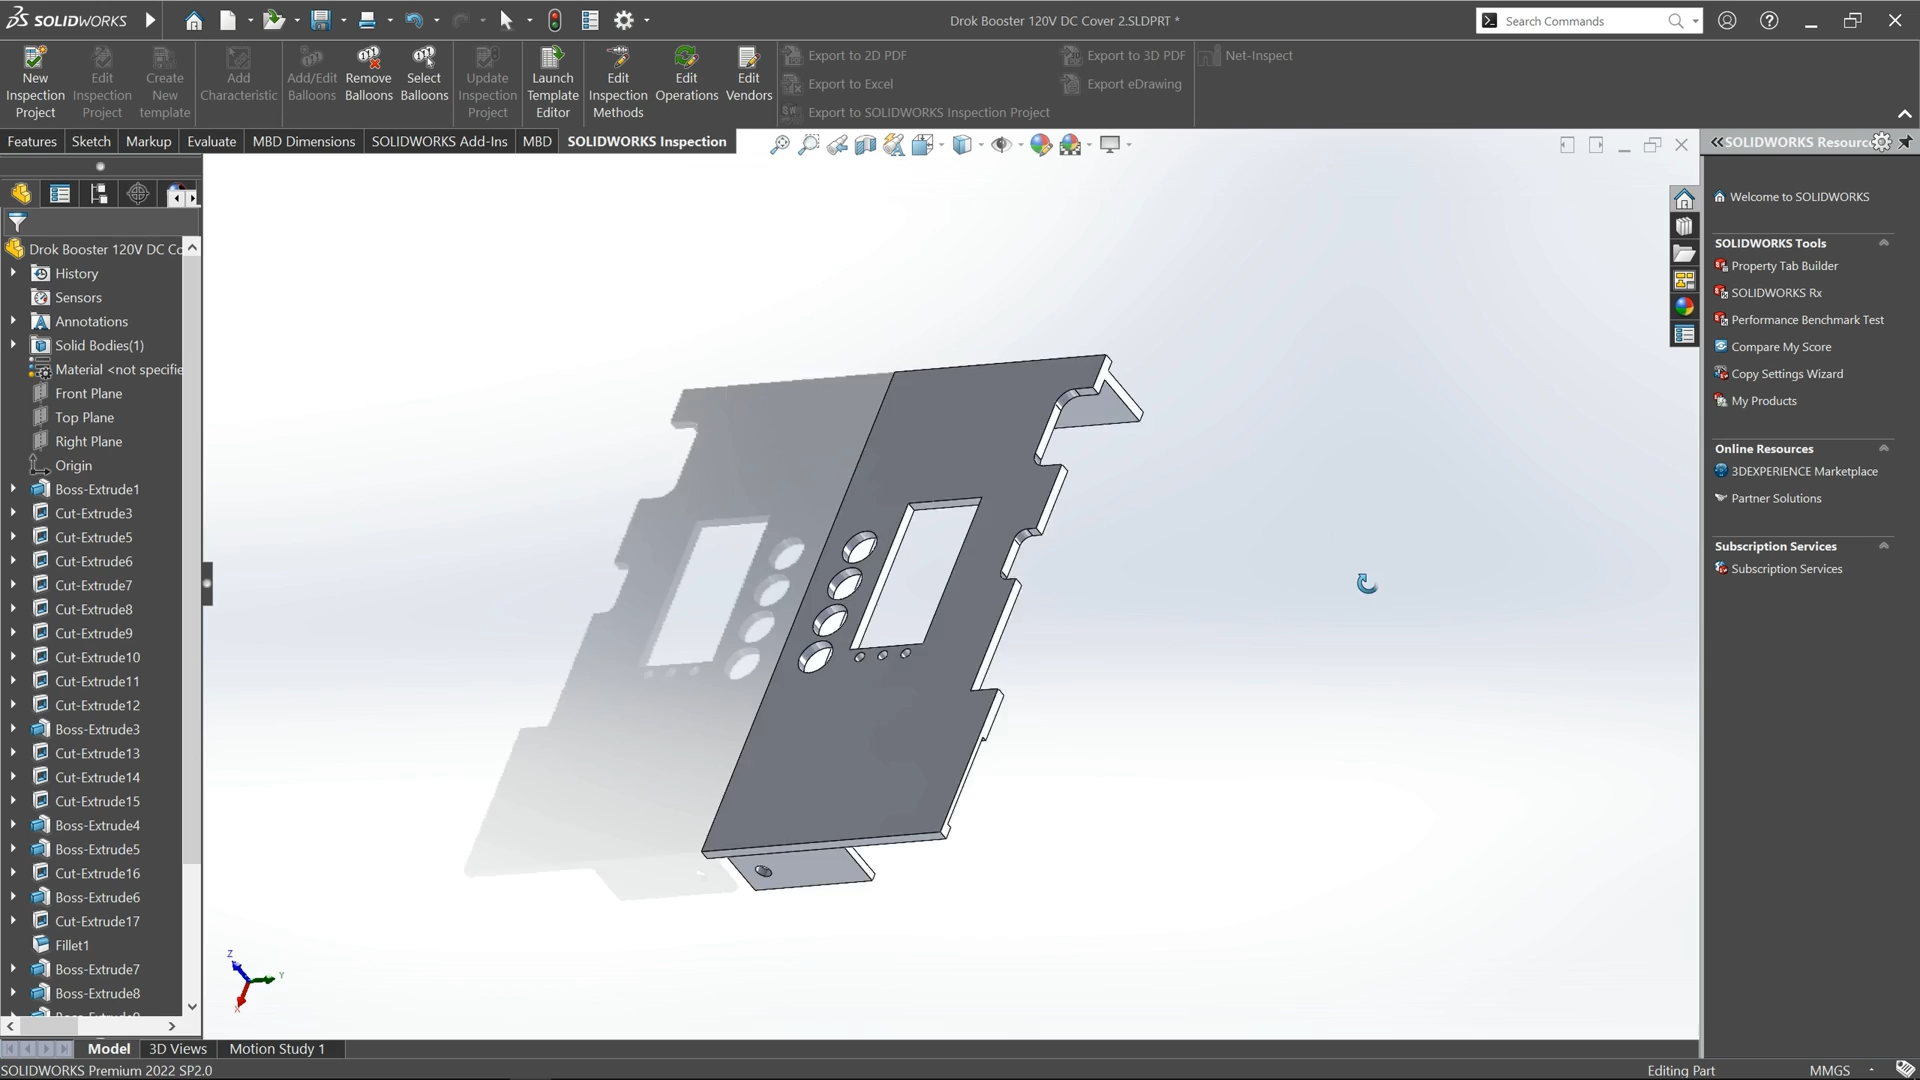 SOLIDWORKS
Drok Booster 120V DC Cover 2.SLDPRT *
Search Commands
New Inspection Project
Edit Inspection Project
Create New template
Add Characteristic
Add/Edit Balloons
Remove Balloons
Select Balloons
Update Inspection Project
Launch Template Editor
Edit Inspection Methods
Edit Operations
Edit Vendors
Export to 2D PDF
Export to Excel
Export to SOLIDWORKS Inspection Project
Export to 3D PDF
Export eDrawing
Net-Inspect
Features
Sketch
Markup
Evaluate
MBD Dimensions
SOLIDWORKS Add-Ins
MBD
SOLIDWORKS Inspection
Drok Booster 120V DC Co
History
Sensors
Annotations
Solid Bodies(1)
Material <not specifie
Front Plane
Top Plane
Right Plane
Origin
Boss-Extrude1
Cut-Extrude3
Cut-Extrude5
Cut-Extrude6
Cut-Extrude7
Cut-Extrude8
Cut-Extrude9
Cut-Extrude10
Cut-Extrude11
Cut-Extrude12
Boss-Extrude3
Cut-Extrude13
Cut-Extrude14
Cut-Extrude15
Boss-Extrude4
Boss-Extrude5
Cut-Extrude16
Boss-Extrude6
Cut-Extrude17
Fillet1
Boss-Extrude7
Boss-Extrude8
Z
Y
X
SOLIDWORKS Resourc
Welcome to SOLIDWORKS
SOLIDWORKS Tools
Property Tab Builder
SOLIDWORKS Rx
Performance Benchmark Test
Compare My Score
Copy Settings Wizard
My Products
Online Resources
3DEXPERIENCE Marketplace
Partner Solutions
Subscription Services
Subscription Services
Model
3D Views
Motion Study 1
SOLIDWORKS Premium 2022 SP2.0
Editing Part
MMGS